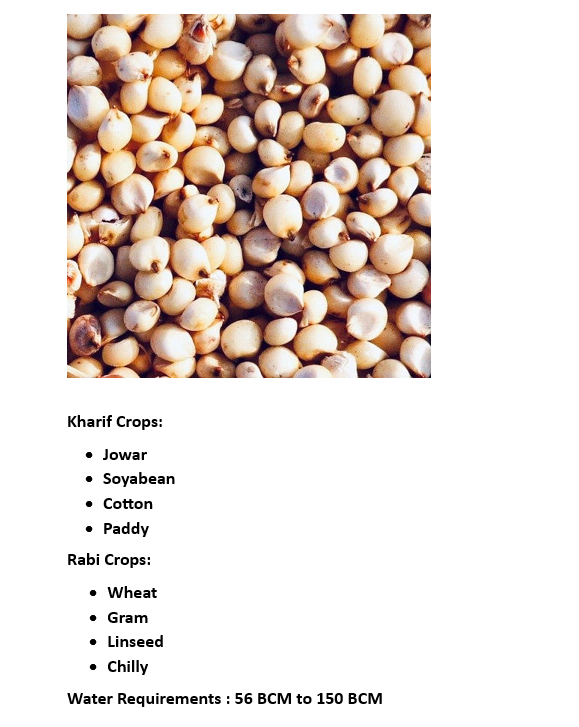 Kharif Crops:
• Jowar
• Soyabean
• Cotton
• Paddy
Rabi Crops:
• Wheat
• Gram
• Linseed
• Chilly
Water Requirements : 56 BCM to 150 BCM